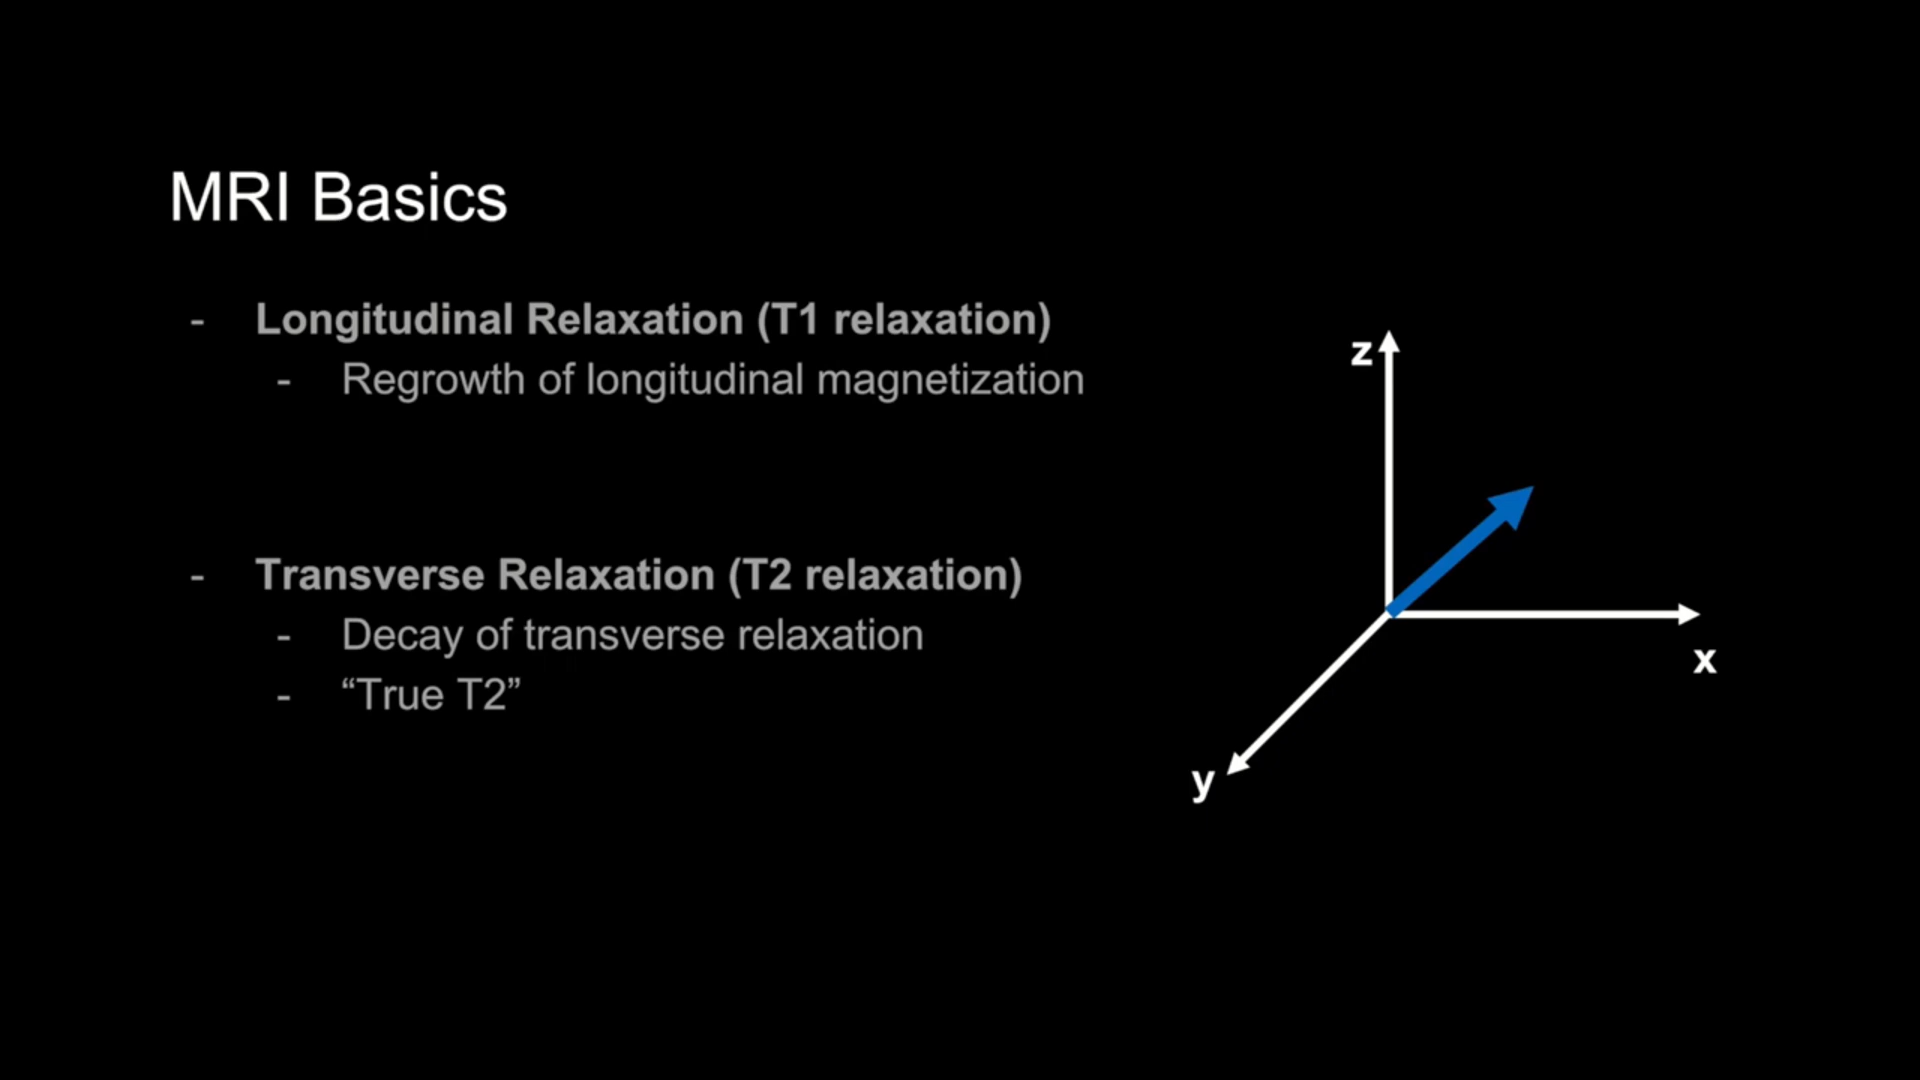 MRI Basics
- Longitudinal Relaxation (T1 relaxation)
- Regrowth of longitudinal magnetization
- Transverse Relaxation (T2 relaxation)
- Decay of transverse relaxation
- “True T2”
z
x
y